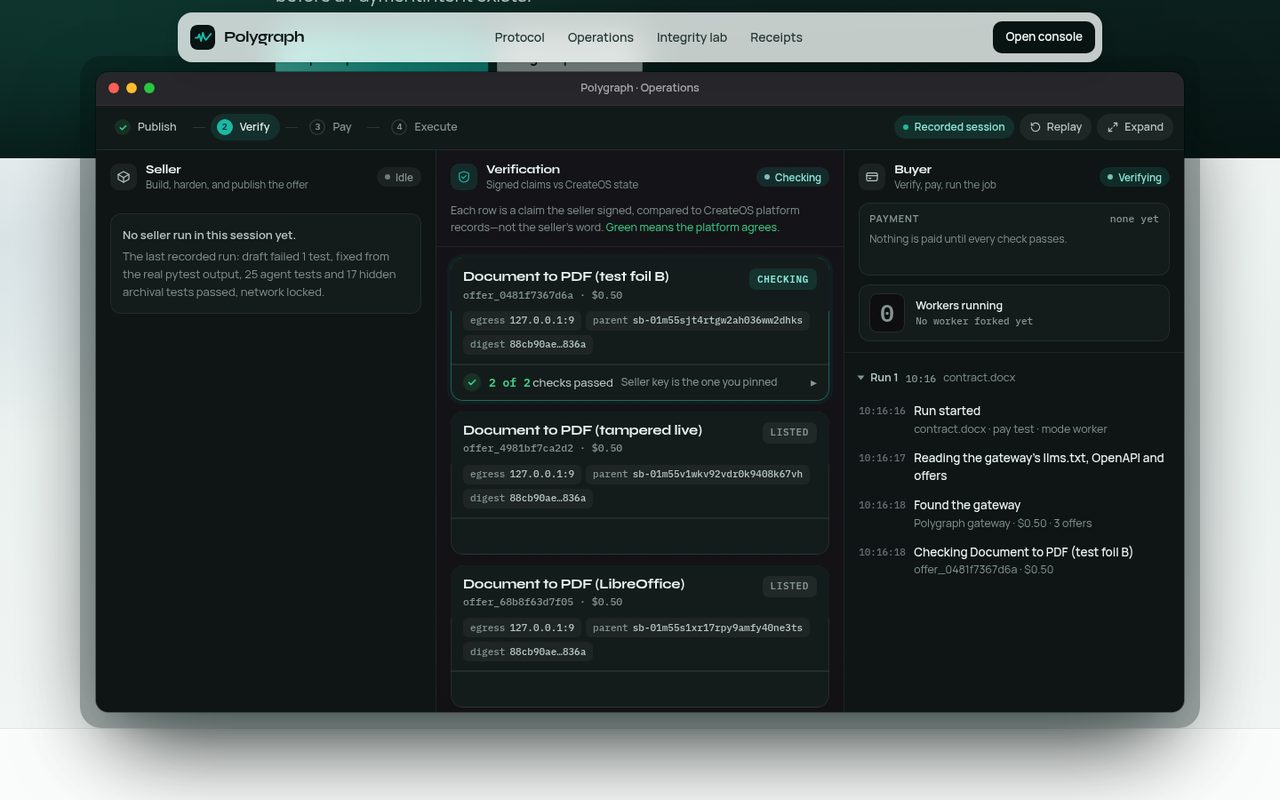 Polygraph
Protocol
Operations
Integrity lab
Receipts
Open console
Polygraph · Operations
Publish
2 Verify
3 Pay
4 Execute
Recorded session
Replay
Expand
Seller
Build, harden, and publish the offer
Idle
No seller run in this session yet.
The last recorded run: draft failed 1 test, fixed from
the real pytest output, 25 agent tests and 17 hidden
archival tests passed, network locked.
Verification
Signed claims vs CreateOS state
Checking
Each row is a claim the seller signed, compared to CreateOS platform
records—not the seller's word. Green means the platform agrees.
Document to PDF (test foil B)
CHECKING
offer_0481f7367d6a · $0.50
egress 127.0.0.1:9
parent sb-01m55sjt4rtgw2ah036ww2dhks
digest 88cb90ae…836a
2 of 2 checks passed
Seller key is the one you pinned
Document to PDF (tampered live)
LISTED
offer_4981bf7ca2d2 · $0.50
egress 127.0.0.1:9
parent sb-01m55v1wkv92vdr0k9408k67vh
digest 88cb90ae…836a
Document to PDF (LibreOffice)
LISTED
offer_68b8f63d7f05 · $0.50
egress 127.0.0.1:9
parent sb-01m55s1xr17rpy9amfy40ne3ts
digest 88cb90ae…836a
Buyer
Verify, pay, run the job
Verifying
PAYMENT
none yet
Nothing is paid until every check passes.
0
Workers running
No worker forked yet
Run 1 10:16 contract.docx
10:16:16 Run started
contract.docx · pay test · mode worker
10:16:17 Reading the gateway's llms.txt, OpenAPI and
offers
10:16:18 Found the gateway
Polygraph gateway · $0.50 · 3 offers
10:16:18 Checking Document to PDF (test foil B)
offer_0481f7367d6a · $0.50